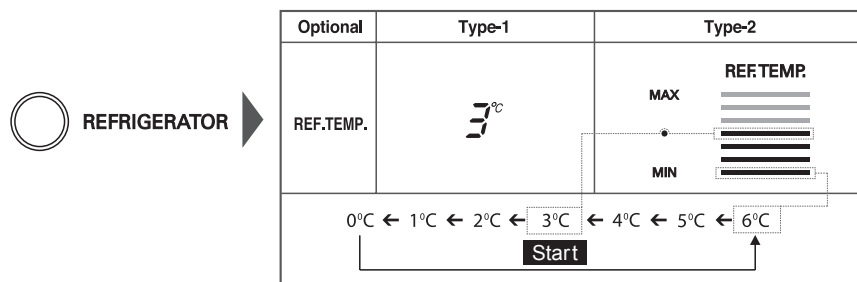 Optional Type-1 Type-2
REF.TEMP.
MAX
REFRIGERATOR REF.TEMP. 3°C
MIN
0°C ← 1°C ← 2°C ← 3°C ← 4°C ← 5°C ← 6°C
Start